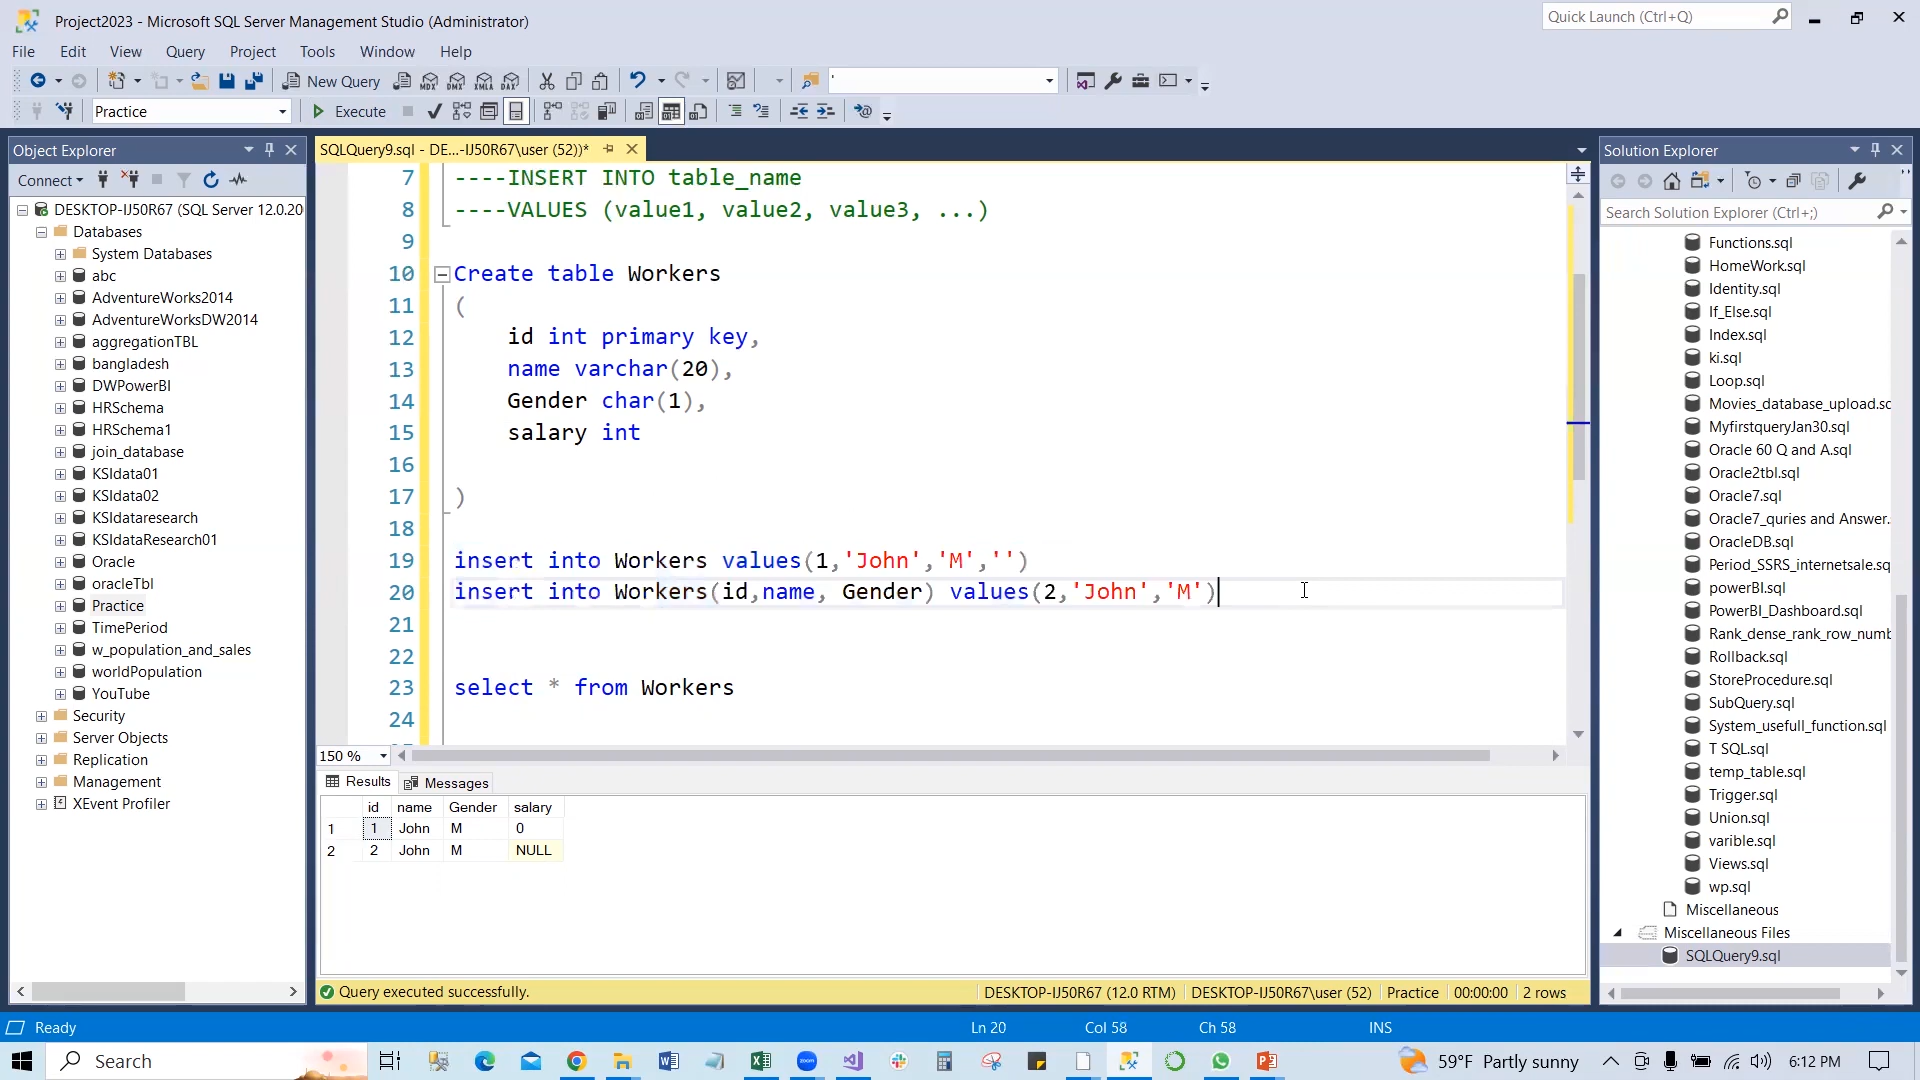 Project2023 - Microsoft SQL Server Management Studio (Administrator)
Quick Launch (Ctrl+Q)
File Edit View Query Project Tools Window Help
New Query
Practice
Execute
Object Explorer
Connect
DESKTOP-IJ50R67 (SQL Server 12.0.20
Databases
System Databases
abc
AdventureWorks2014
AdventureWorksDW2014
aggregationTBL
bangladesh
DWPowerBI
HRSchema
HRSchema1
join_database
KSIdata01
KSIdata02
KSIdataresearch
KSIdataResearch01
Oracle
oracleTbl
Practice
TimePeriod
w_population_and_sales
worldPopulation
YouTube
Security
Server Objects
Replication
Management
XEvent Profiler
SQLQuery9.sql - DE...-IJ50R67\user (52))*
7 ----INSERT INTO table_name
8 ----VALUES (value1, value2, value3, ...)
9
10 Create table Workers
11 (
12 id int primary key,
13 name varchar(20),
14 Gender char(1),
15 salary int
16
17 )
18
19 insert into Workers values(1,'John','M','')
20 insert into Workers(id,name, Gender) values(2,'John','M')
21
22
23 select * from Workers
24
150 %
Results Messages
id name Gender salary
1 1 John M 0
2 2 John M NULL
Query executed successfully.
DESKTOP-IJ50R67 (12.0 RTM) DESKTOP-IJ50R67\user (52) Practice 00:00:00 2 rows
Solution Explorer
Search Solution Explorer (Ctrl+;)
Functions.sql
HomeWork.sql
Identity.sql
If_Else.sql
Index.sql
ki.sql
Loop.sql
Movies_database_upload.sc
MyfirstqueryJan30.sql
Oracle 60 Q and A.sql
Oracle2tbl.sql
Oracle7.sql
Oracle7_quries and Answer.
OracleDB.sql
Period_SSRS_internetsale.sq
powerBI.sql
PowerBI_Dashboard.sql
Rank_dense_rank_row_numb
Rollback.sql
StoreProcedure.sql
SubQuery.sql
System_usefull_function.sql
T SQL.sql
temp_table.sql
Trigger.sql
Union.sql
varible.sql
Views.sql
wp.sql
Miscellaneous
Miscellaneous Files
SQLQuery9.sql
Ready
Ln 20 Col 58 Ch 58 INS
Search
59°F Partly sunny
6:12 PM